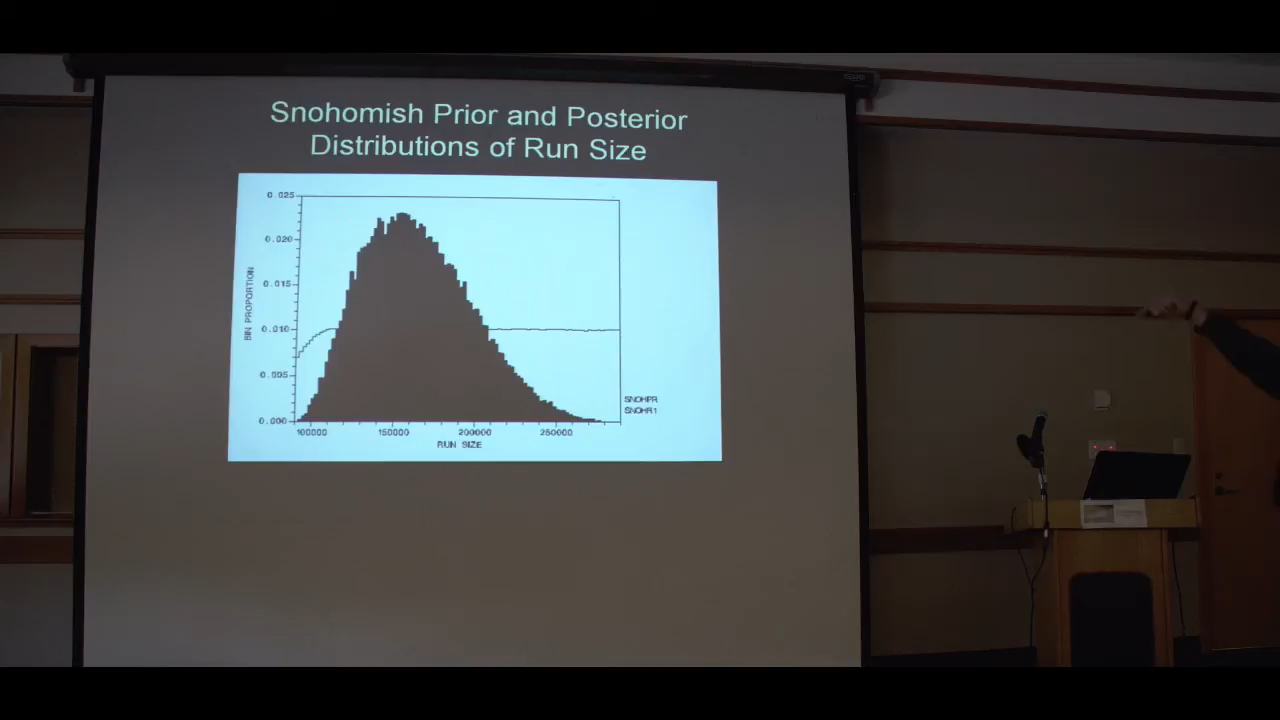 Snohomish Prior and Posterior
Distributions of Run Size
0.025
0.020
0.015
0.010
0.005
0.000
BIN PROPORTION
100000 150000 200000 250000
RUN SIZE
SNOHPR
SNOHR1